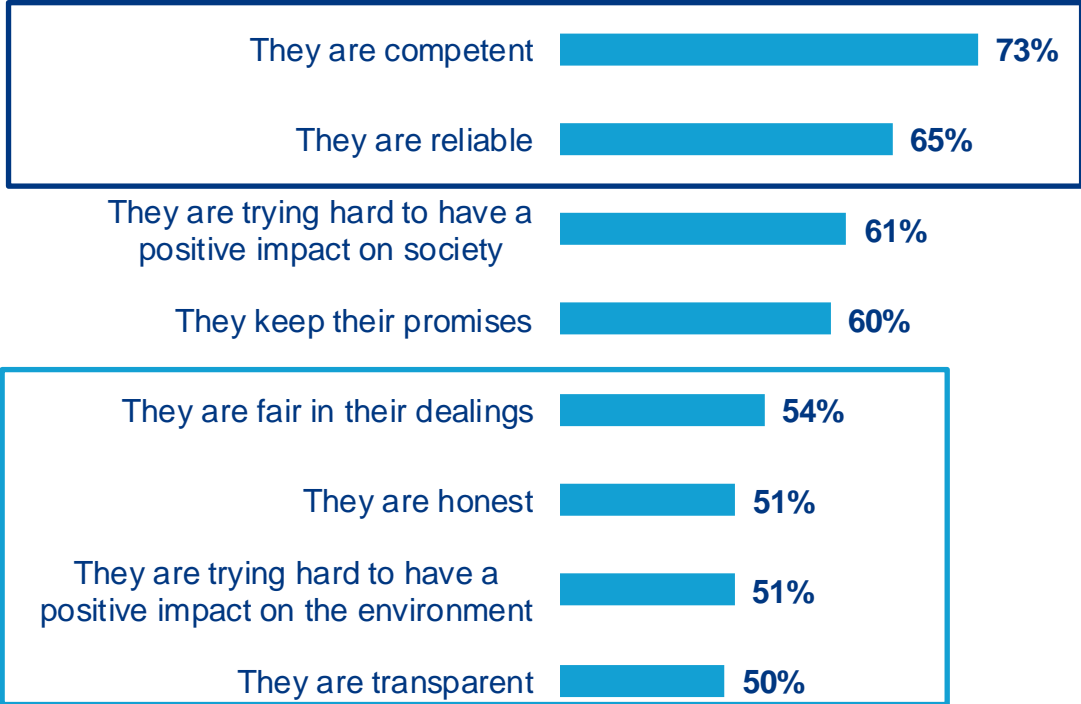 They are competent 73%
They are reliable 65%
They are trying hard to have a
positive impact on society 61%
They keep their promises 60%
They are fair in their dealings 54%
They are honest 51%
They are trying hard to have a
positive impact on the environment 51%
They are transparent 50%